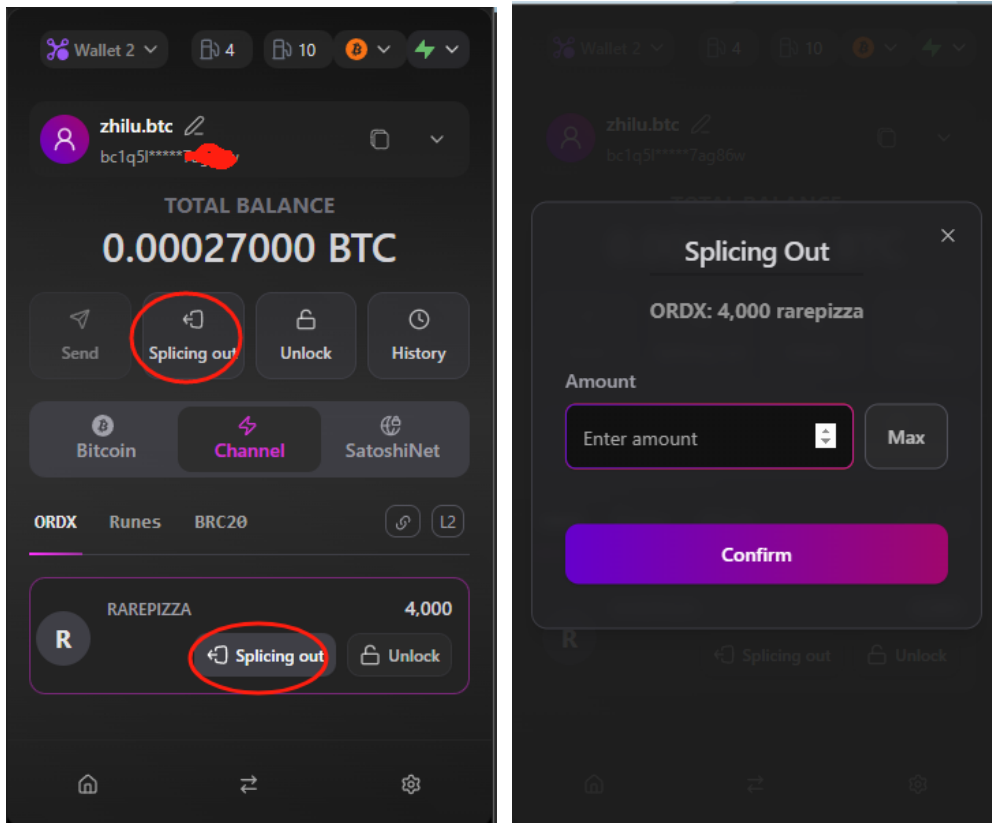 Wallet 2
4
10
zhilu.btc
bc1q5l*****
TOTAL BALANCE
0.00027000 BTC
Send
Splicing out
Unlock
History
Bitcoin
Channel
SatoshiNet
ORDX
Runes
BRC20
L2
RAREPIZZA
4,000
R
Splicing out
Unlock
Wallet 2
4
10
zhilu.btc
bc1q5l*****7ag86w
Splicing Out
ORDX: 4,000 rarepizza
Amount
Enter amount
Max
Confirm
R
Splicing out
Unlock